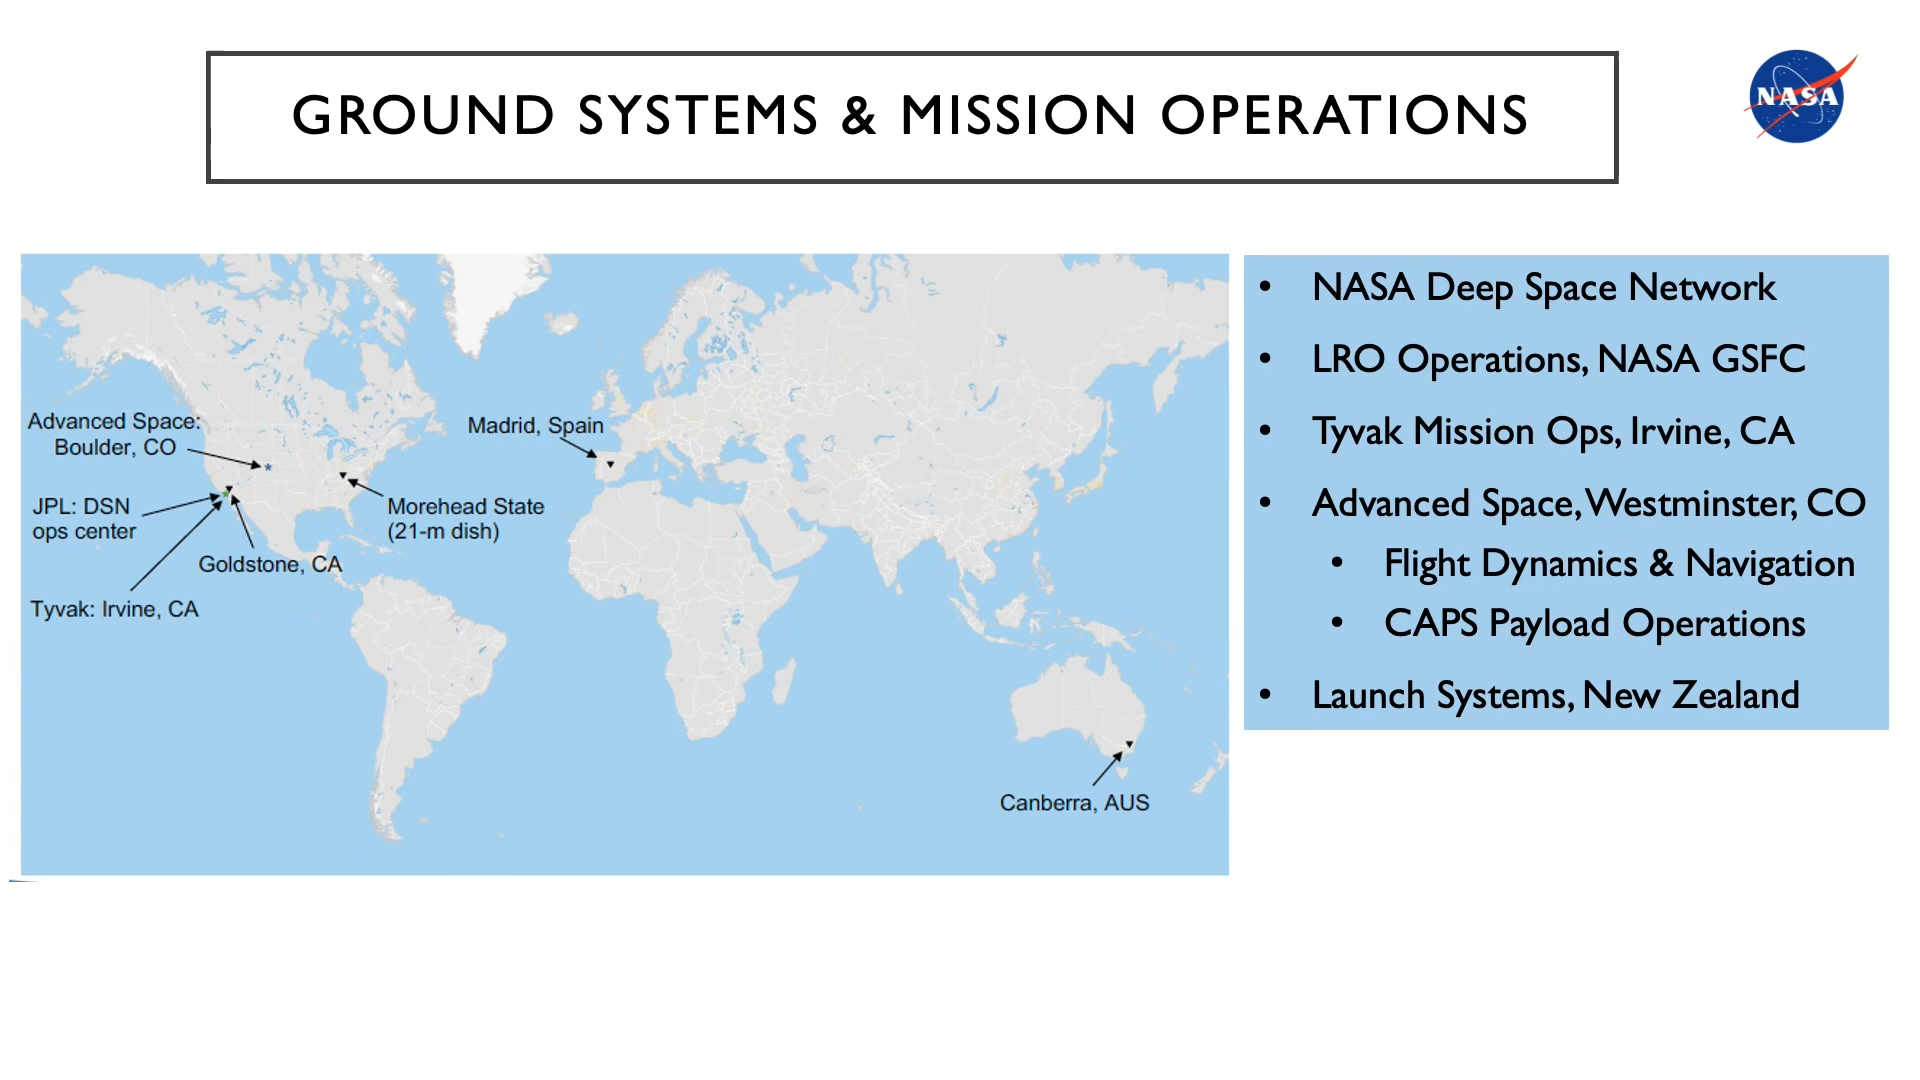 GROUND SYSTEMS & MISSION OPERATIONS
NASA
Advanced Space:
Boulder, CO
JPL: DSN
ops center
Goldstone, CA
Tyvak: Irvine, CA
Madrid, Spain
Morehead State
(21-m dish)
Canberra, AUS
• NASA Deep Space Network
• LRO Operations, NASA GSFC
• Tyvak Mission Ops, Irvine, CA
• Advanced Space, Westminster, CO
• Flight Dynamics & Navigation
• CAPS Payload Operations
• Launch Systems, New Zealand